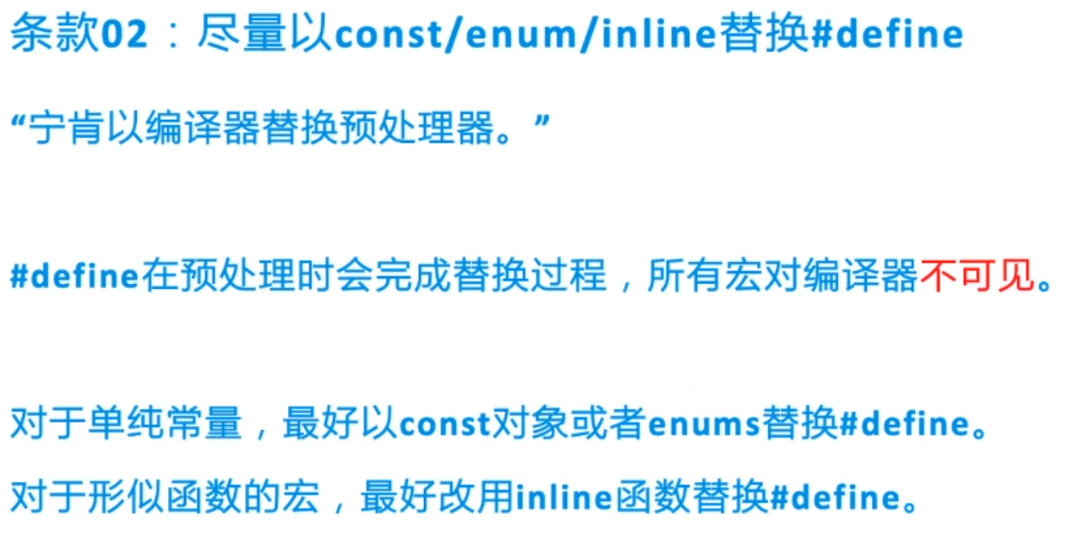 条款02：尽量以const/enum/inline替换#define
“宁肯以编译器替换预处理器。”
#define在预处理时会完成替换过程，所有宏对编译器不可见。
对于单纯常量，最好以const对象或者enums替换#define。
对于形似函数的宏，最好改用inline函数替换#define。